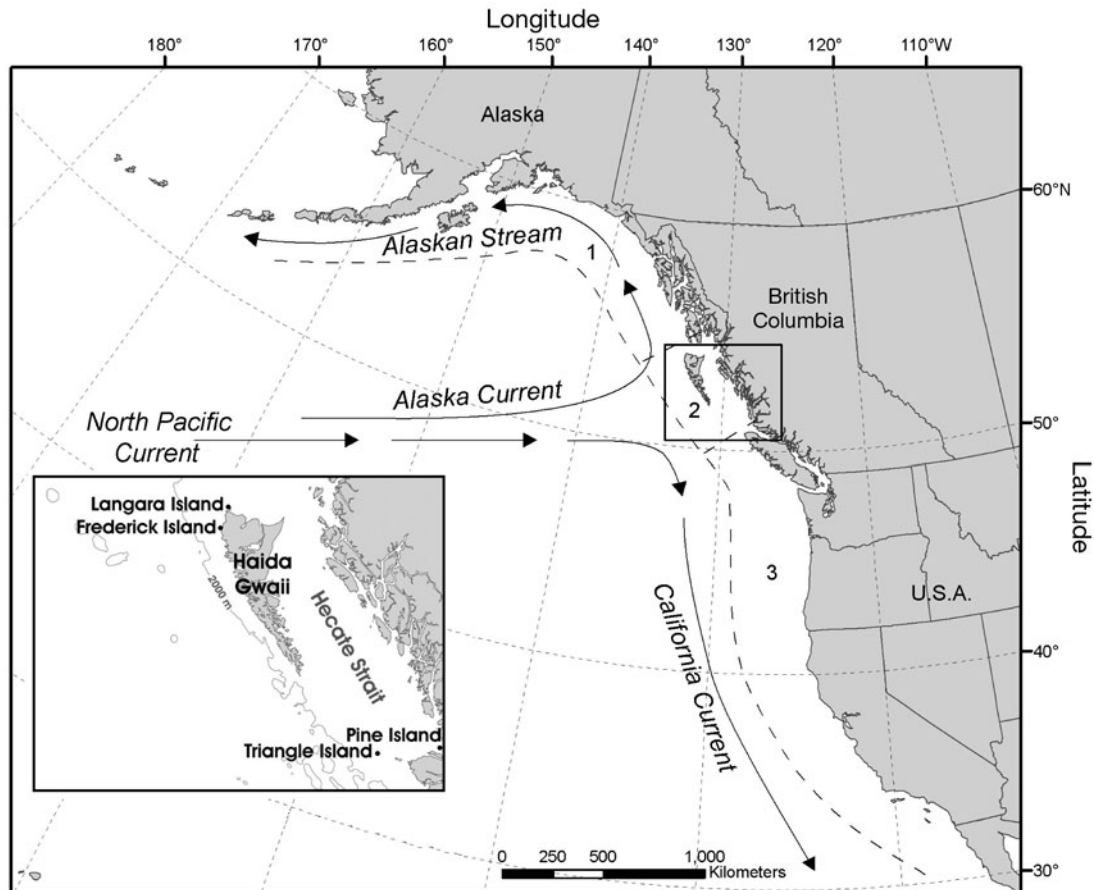 Longitude
180° 170° 160° 150° 140° 130° 120° 110°W
Alaska
60°N
Alaskan Stream
1
British
Columbia
Alaska Current
2
North Pacific
Current
50°N
Latitude
Langara Island
Frederick Island
Haida
Gwaii
2000 m
Hecate Strait
Pine Island
Triangle Island
3
U.S.A.
California Current
40°N
0 250 500 1,000
Kilometers
30°N